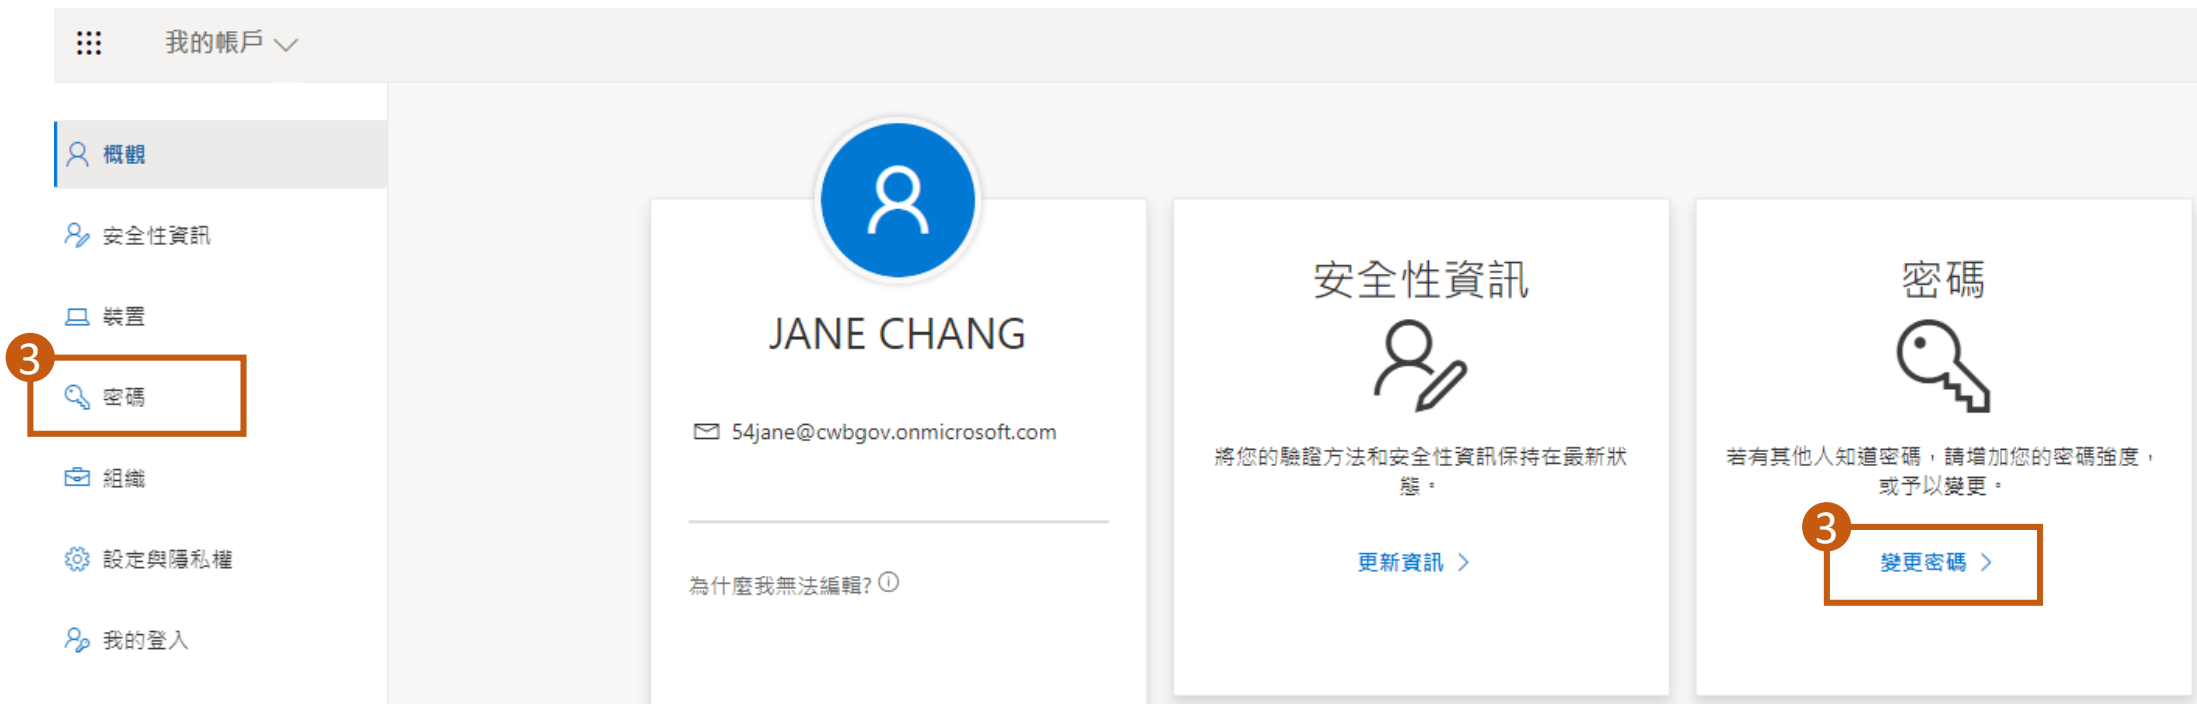 我的帳戶
概觀
安全性資訊
裝置
3
密碼
組織
設定與隱私權
我的登入
JANE CHANG
54jane@cwbgov.onmicrosoft.com
為什麼我無法編輯?
安全性資訊
將您的驗證方法和安全性資訊保持在最新狀
態。
更新資訊
密碼
若有其他人知道密碼，請增加您的密碼強度，
或予以變更。
3
變更密碼